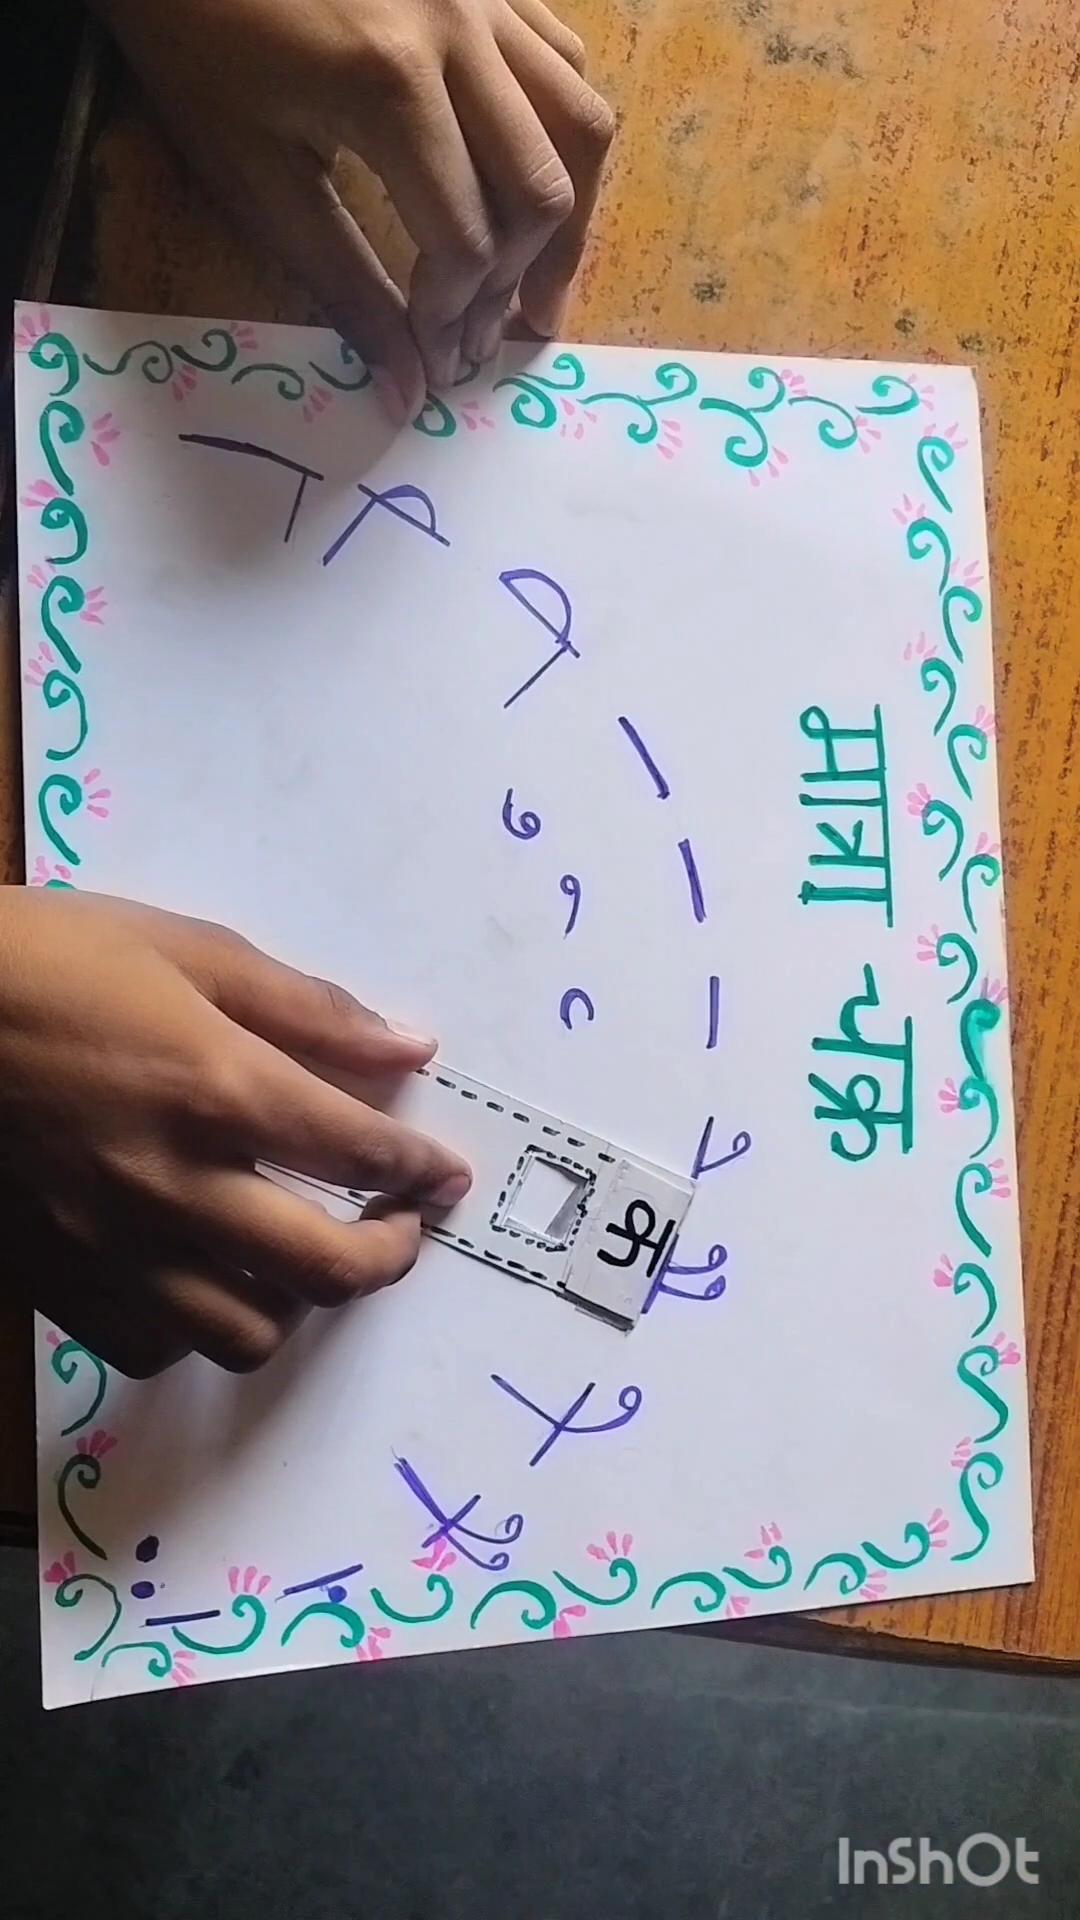 मात्रा चक्र
ा ि ी ु ू ृ े ै ो ौ ं ः
क
InShOt